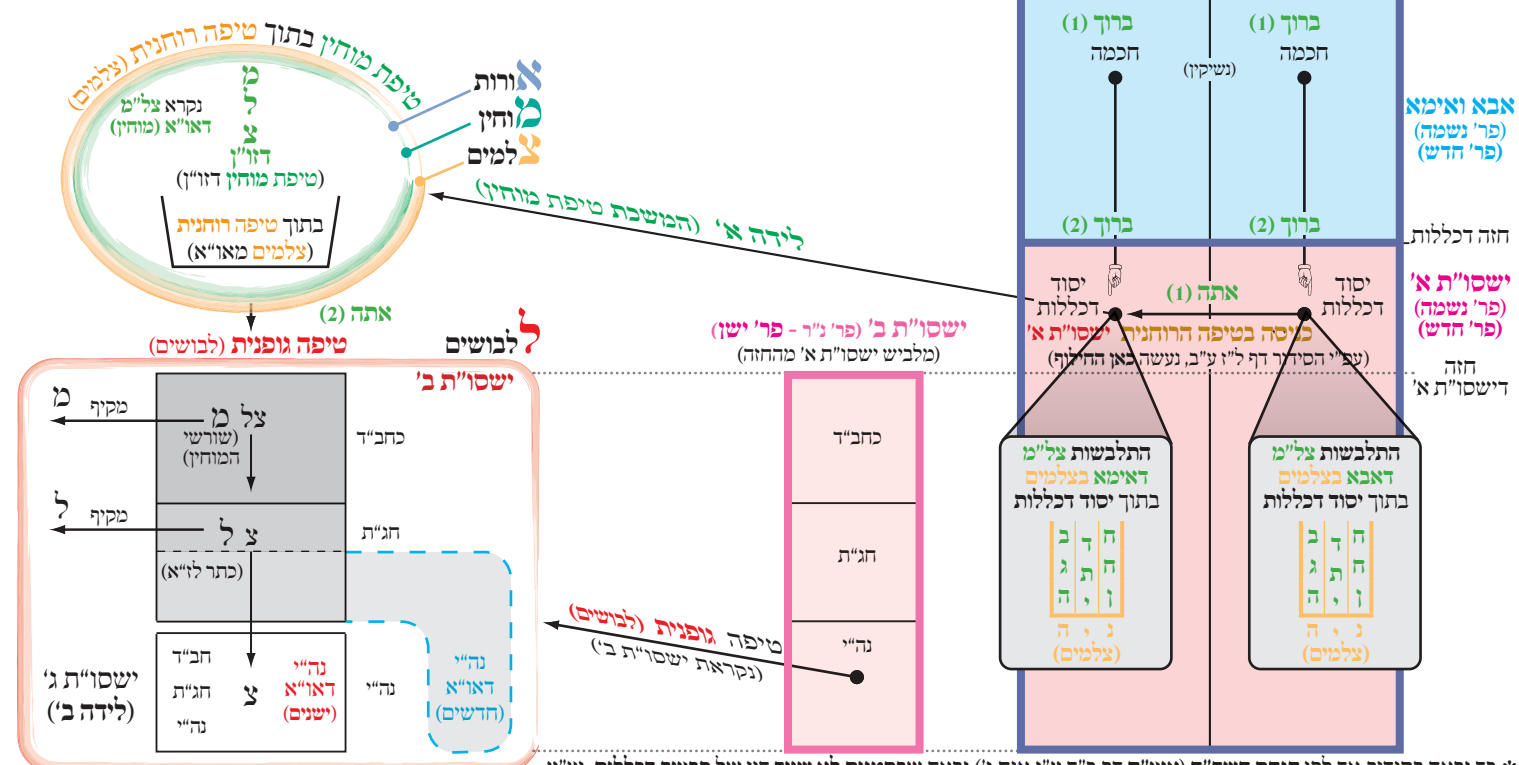 ברוך (1)
ברוך (1)
חכמה
חכמה
(נשיקין)
אבא ואימא
(פר' נשמה)
(פר' חדש)
ברוך (2)
ברוך (2)
חזה דכללות
יסוד
דכללות
יסוד
דכללות
אתה (1)
כניסה בטיפה הרוחנית ישסו"ת א'
(עפ"י הסידור דף ל"ז ע"ב, נעשה כאן החילוף)
ישסו"ת א'
(פר' נשמה)
(פר' חדש)
חזה
דישסו"ת א'
התלבשות צל"מ
דאבא בצלמים
בתוך יסוד דכללות
ח ד ב
ח ת ג
ן י ה
נ י ה
(צלמים)
התלבשות צל"מ
דאימא בצלמים
בתוך יסוד דכללות
ח ד ב
ח ת ג
ן י ה
נ י ה
(צלמים)
לידה א' (המשכת טיפת מוחין)
ישסו"ת ב' (פר' נ"ר - פר' ישן)
(מלביש ישסו"ת א' מהחזה)
כחב"ד
חג"ת
נה"י
טיפה גופנית (לבושים)
(נקראת ישסו"ת ב')
טיפת מוחין בתוך טיפה רוחנית (צלמים)
אורות
מוחין
צלמים
מ
ל
צ
דזו"ן
(טיפת מוחין דזו"ן)
נקרא צל"מ
דאו"א (מוחין)
בתוך טיפה רוחנית
(צלמים מאו"א)
אתה (2)
טיפה גופנית (לבושים)
לבושים
ישסו"ת ב'
כחב"ד
צל מ
(שורשי
המוחין)
מקיף
מ
חג"ת
צ ל
מקיף
ל
(כתר לז"א)
נה"י
נה"י
דאו"א
(חדשים)
נה"י
דאו"א
(ישנים)
צ
חב"ד
חג"ת
נה"י
ישסו"ת ג'
(לידה ב')